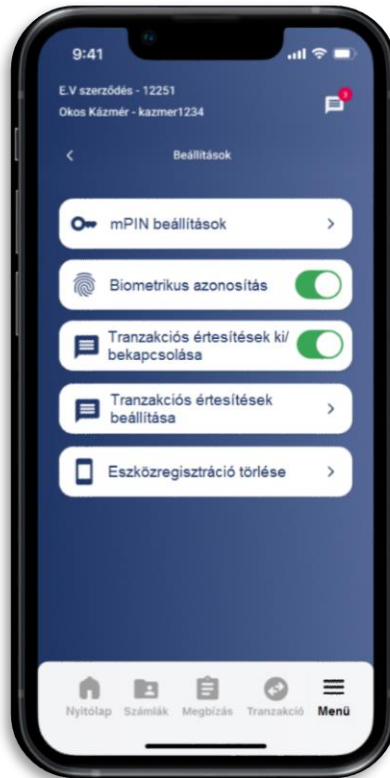 9:41
E.V szerződés - 12251
Okos Kázmér - kazmer1234
3
Beállítások
mPIN beállítások
Biometrikus azonosítás
Tranzakciós értesítések ki/
bekapcsolása
Tranzakciós értesítések
beállítása
Eszközregisztráció törlése
Nyitólap Számlák Megbízás Tranzakció Menü